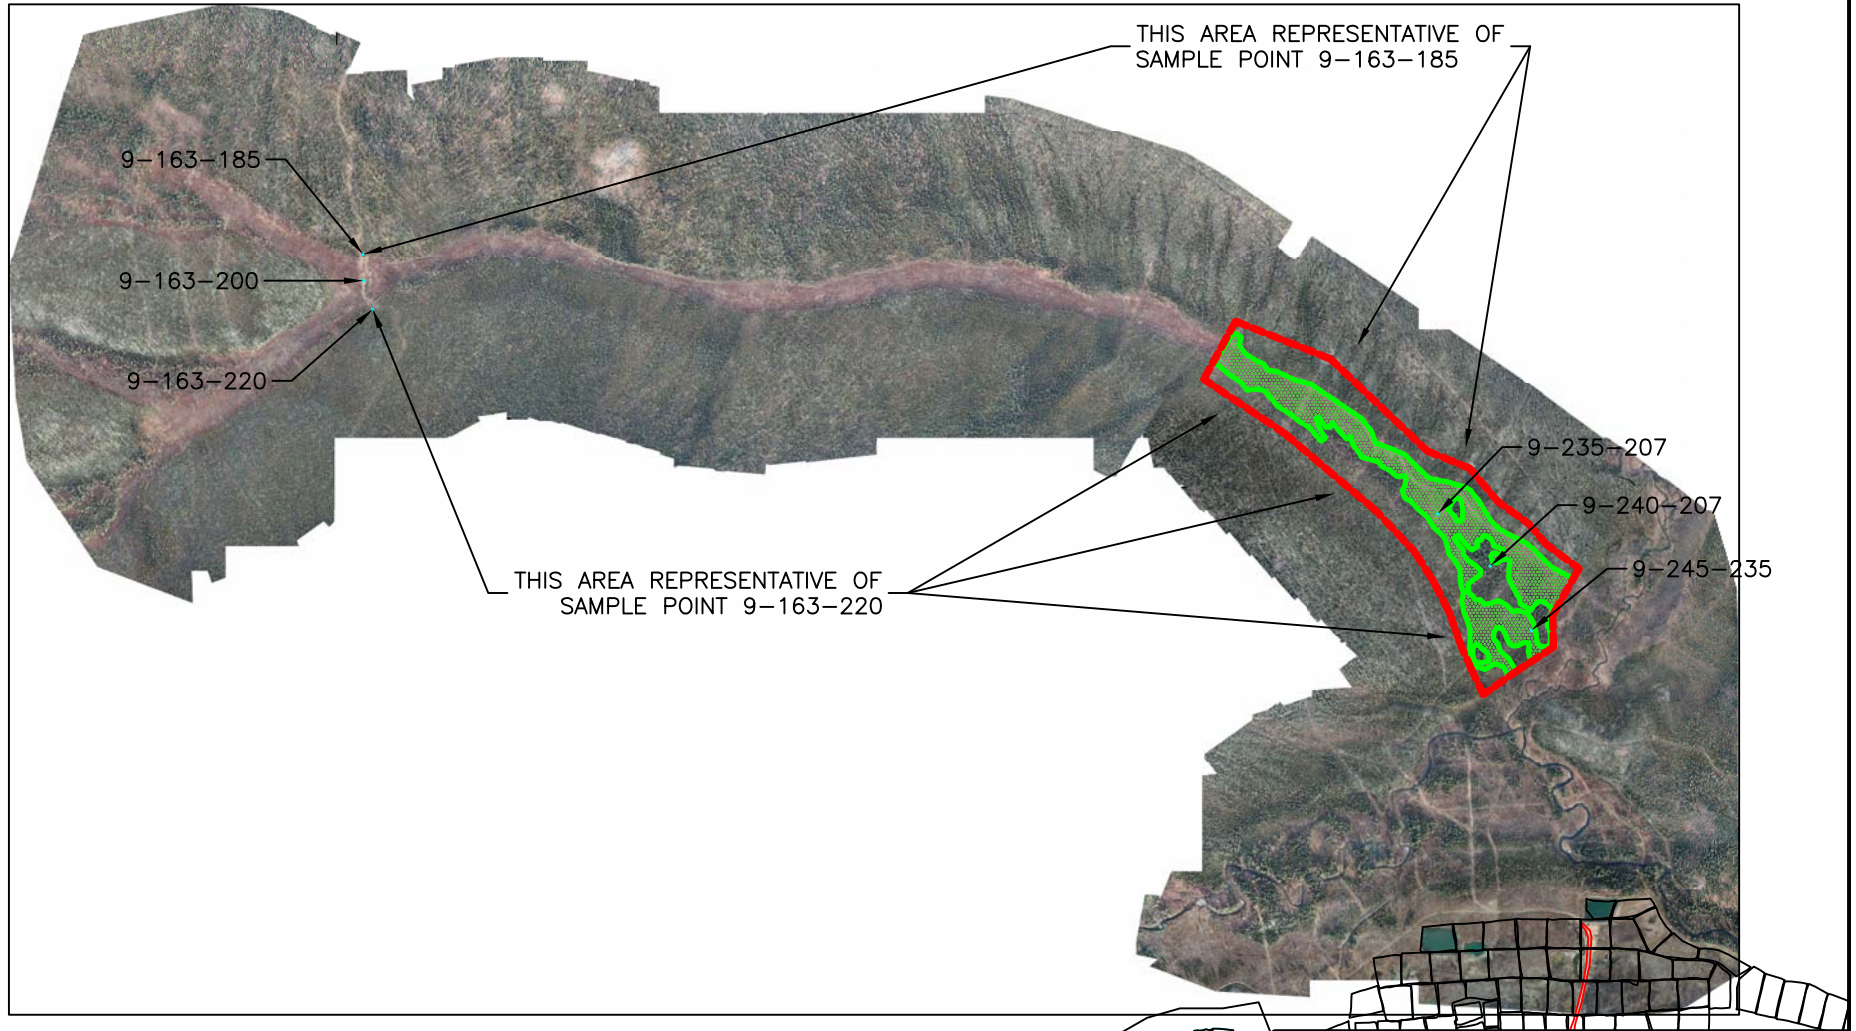 THIS AREA REPRESENTATIVE OF
SAMPLE POINT 9-163-185
9-163-185
9-163-200
9-163-220
9-235-207
9-240-207
9-245-235
THIS AREA REPRESENTATIVE OF
SAMPLE POINT 9-163-220